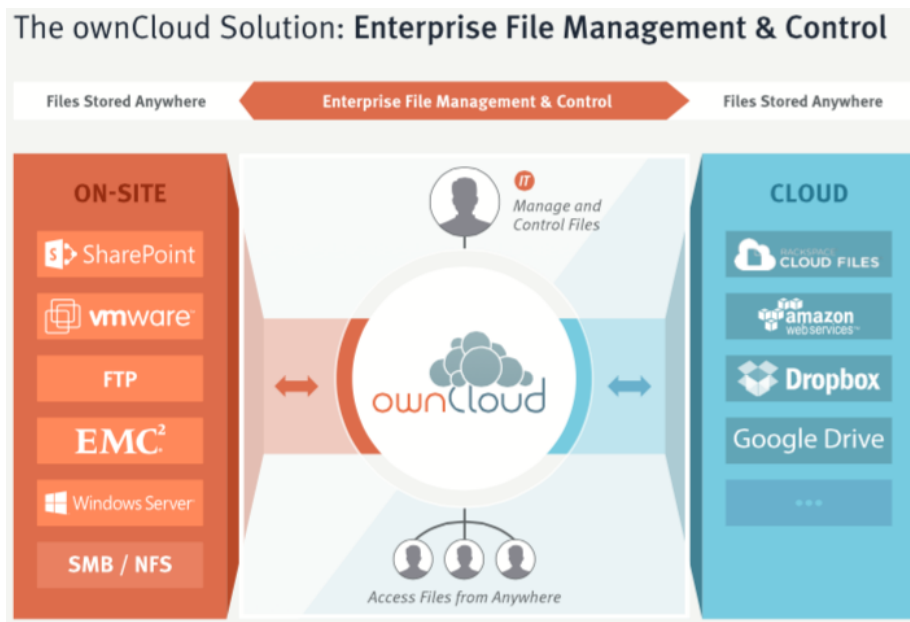 The ownCloud Solution: Enterprise File Management & Control
Files Stored Anywhere
Enterprise File Management & Control
Files Stored Anywhere
ON-SITE
SharePoint
vmware
FTP
EMC²
Windows Server
SMB / NFS
IT
Manage and
Control Files
ownCloud
Access Files from Anywhere
CLOUD
RACKSPACE
CLOUD FILES
amazon
webservices™
Dropbox
Google Drive
...